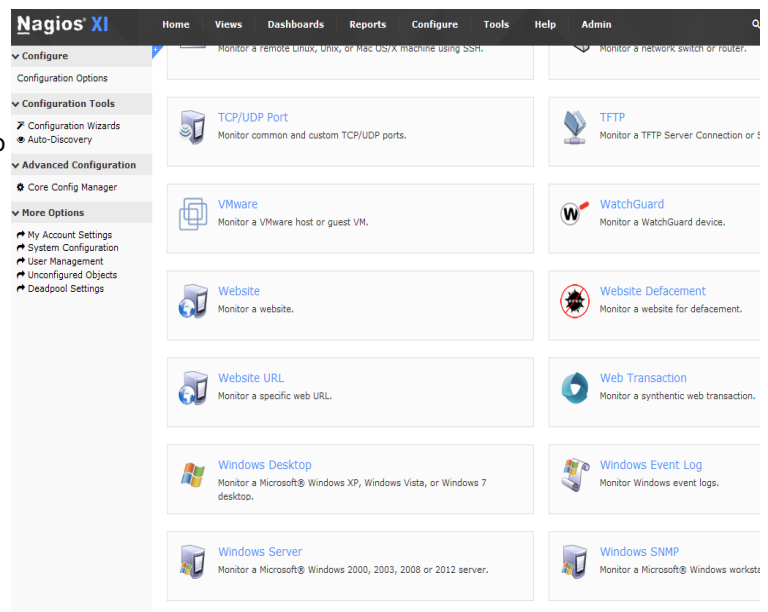 Nagios® XI
Home Views Dashboards Reports Configure Tools Help Admin
Configure
Configuration Options
Configuration Tools
Configuration Wizards
Auto-Discovery
Advanced Configuration
Core Config Manager
More Options
My Account Settings
System Configuration
User Management
Unconfigured Objects
Deadpool Settings
Monitor a remote Linux, Unix, or Mac OS/X machine using SSH.
Monitor a network switch or router.
TCP/UDP Port
Monitor common and custom TCP/UDP ports.
TFTP
Monitor a TFTP Server Connection or
VMware
Monitor a VMware host or guest VM.
WatchGuard
Monitor a WatchGuard device.
Website
Monitor a website.
Website Defacement
Monitor a website for defacement.
Website URL
Monitor a specific web URL.
Web Transaction
Monitor a synthentic web transaction.
Windows Desktop
Monitor a Microsoft® Windows XP, Windows Vista, or Windows 7
desktop.
Windows Event Log
Monitor Windows event logs.
Windows Server
Monitor a Microsoft® Windows 2000, 2003, 2008 or 2012 server.
Windows SNMP
Monitor a Microsoft® Windows